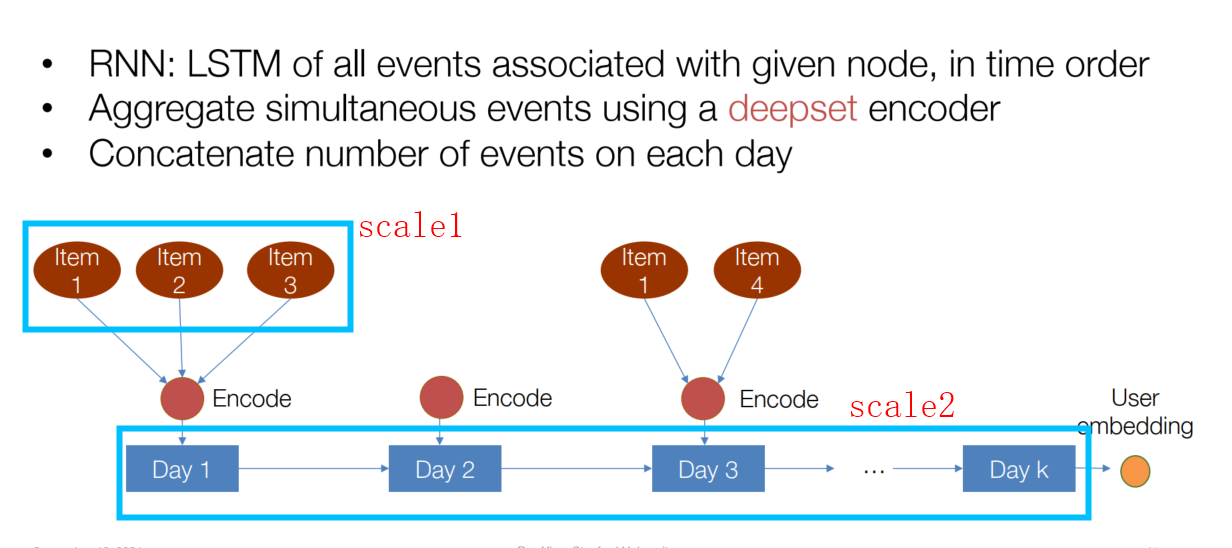 • RNN: LSTM of all events associated with given node, in time order
• Aggregate simultaneous events using a deepset encoder
• Concatenate number of events on each day
scale1
Item
1
Item
2
Item
3
Item
1
Item
4
Encode
Encode
Encode
scale2
User
embedding
Day 1
Day 2
Day 3
...
Day k